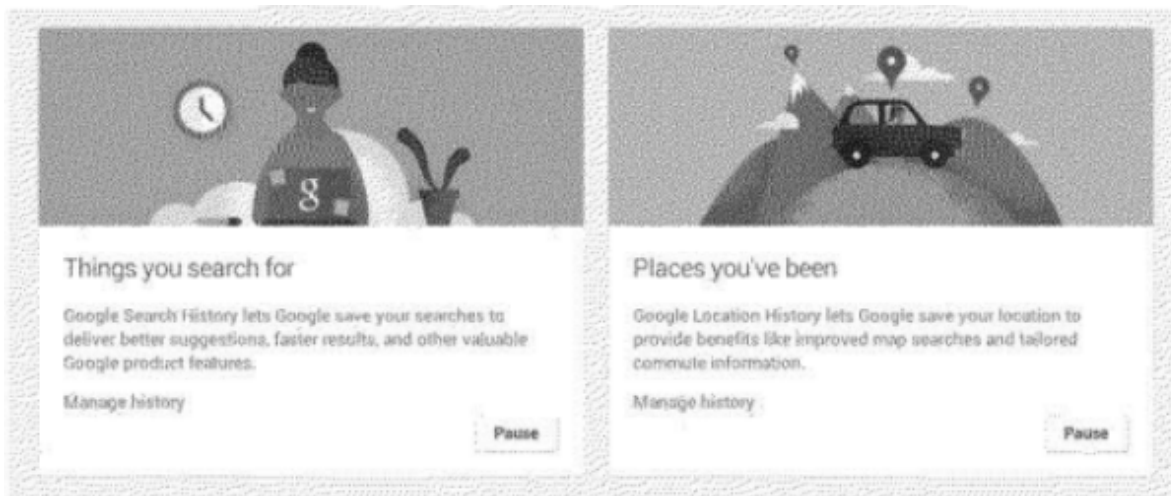 g
Things you search for
Google Search History lets Google save your searches to
deliver better suggestions, faster results, and other valuable
Google product features.
Manage history
Pause
Places you've been
Google Location History lets Google save your location to
provide benefits like improved map searches and tailored
commute information.
Manage history
Pause